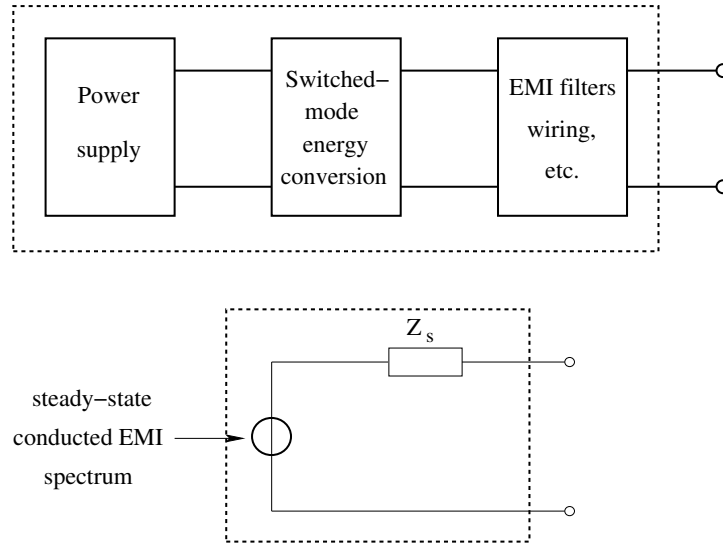 Power
supply
Switched−
mode
energy
conversion
EMI filters
wiring,
etc.
Z s
steady−state
conducted EMI
spectrum